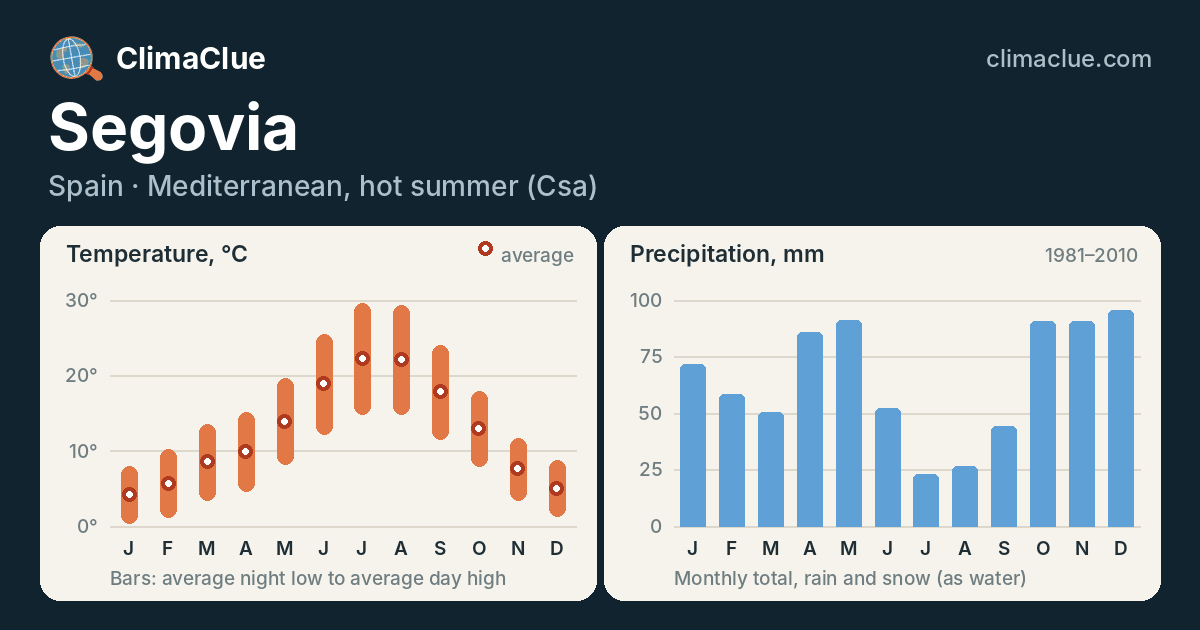 ClimaClue
climaclue.com
Segovia
Spain · Mediterranean, hot summer (Csa)
Temperature, °C
average
30°
20°
10°
0°
J F M A M J J A S O N D
Bars: average night low to average day high
Precipitation, mm
1981–2010
100
75
50
25
0
J F M A M J J A S O N D
Monthly total, rain and snow (as water)